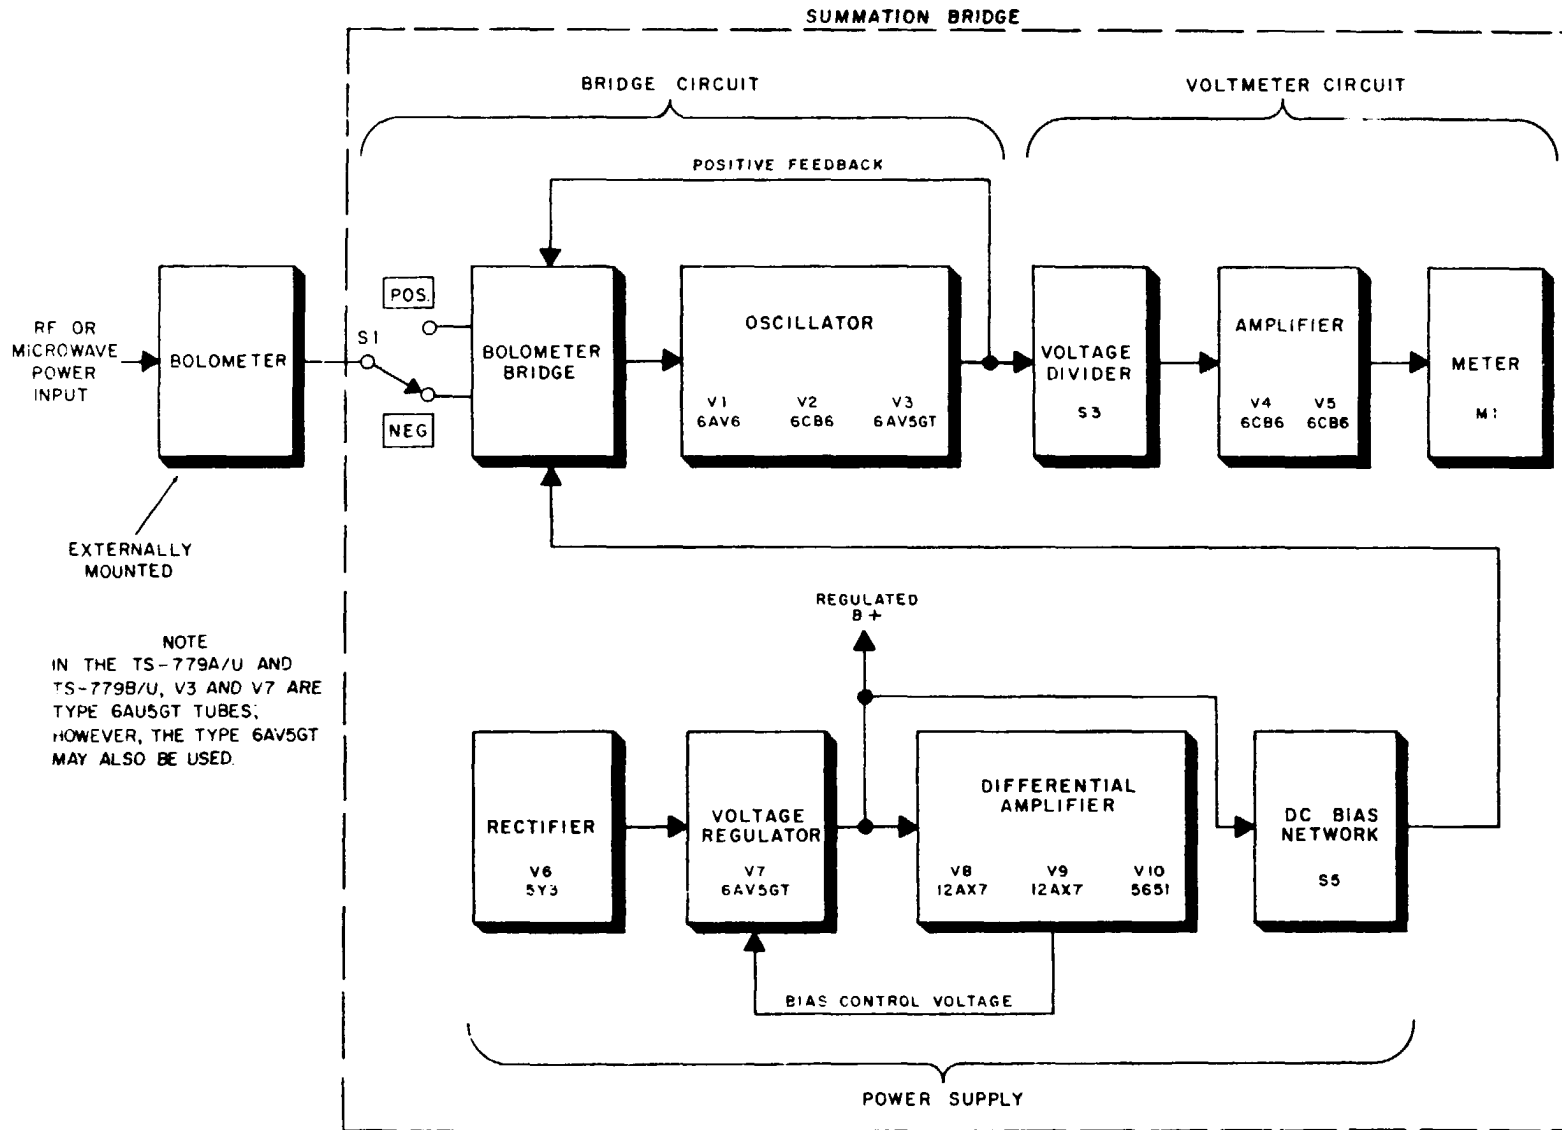 SUMMATION BRIDGE
BRIDGE CIRCUIT
VOLTMETER CIRCUIT
POSITIVE FEEDBACK
RF OR
MICROWAVE
POWER
INPUT
BOLOMETER
S1
POS.
NEG
BOLOMETER
BRIDGE
OSCILLATOR
V1
6AV6
V2
6CB6
V3
6AV5GT
VOLTAGE
DIVIDER
S3
AMPLIFIER
V4
6CB6
V5
6CB6
METER
M1
EXTERNALLY
MOUNTED
NOTE
IN THE TS-779A/U AND
TS-779B/U, V3 AND V7 ARE
TYPE 6AU5GT TUBES;
HOWEVER, THE TYPE 6AV5GT
MAY ALSO BE USED.
REGULATED
B+
RECTIFIER
V6
5Y3
VOLTAGE
REGULATOR
V7
6AV5GT
DIFFERENTIAL
AMPLIFIER
V8
12AX7
V9
12AX7
V10
5651
DC BIAS
NETWORK
S5
BIAS CONTROL VOLTAGE
POWER SUPPLY